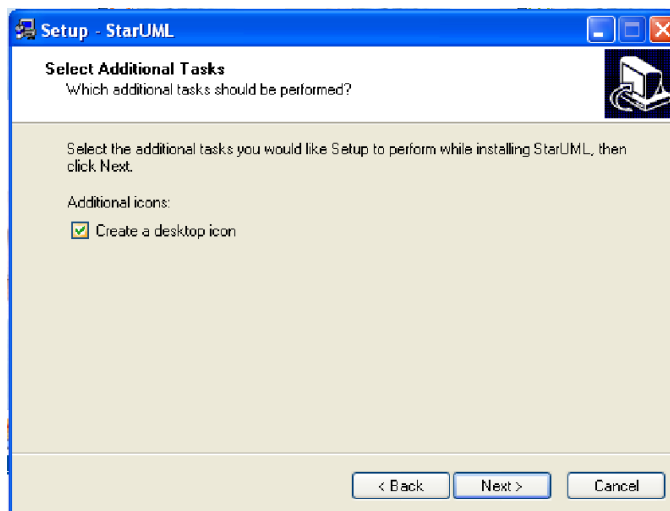 Setup - StarUML
Select Additional Tasks
Which additional tasks should be performed?
Select the additional tasks you would like Setup to perform while installing StarUML, then
click Next.
Additional icons:
Create a desktop icon
< Back
Next >
Cancel